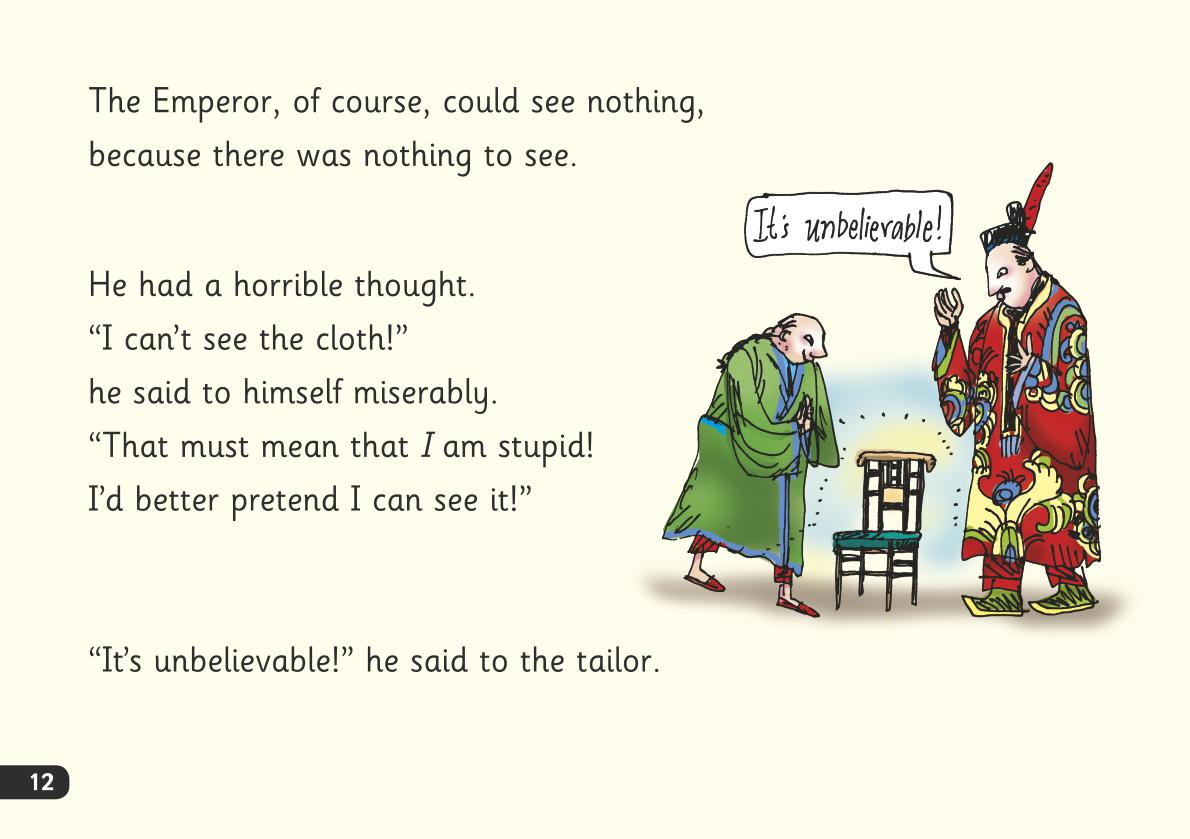 The Emperor, of course, could see nothing,
because there was nothing to see.
It's unbelievable!
He had a horrible thought.
“I can’t see the cloth!”
he said to himself miserably.
“That must mean that I am stupid!
I’d better pretend I can see it!”
“It’s unbelievable!” he said to the tailor.
12